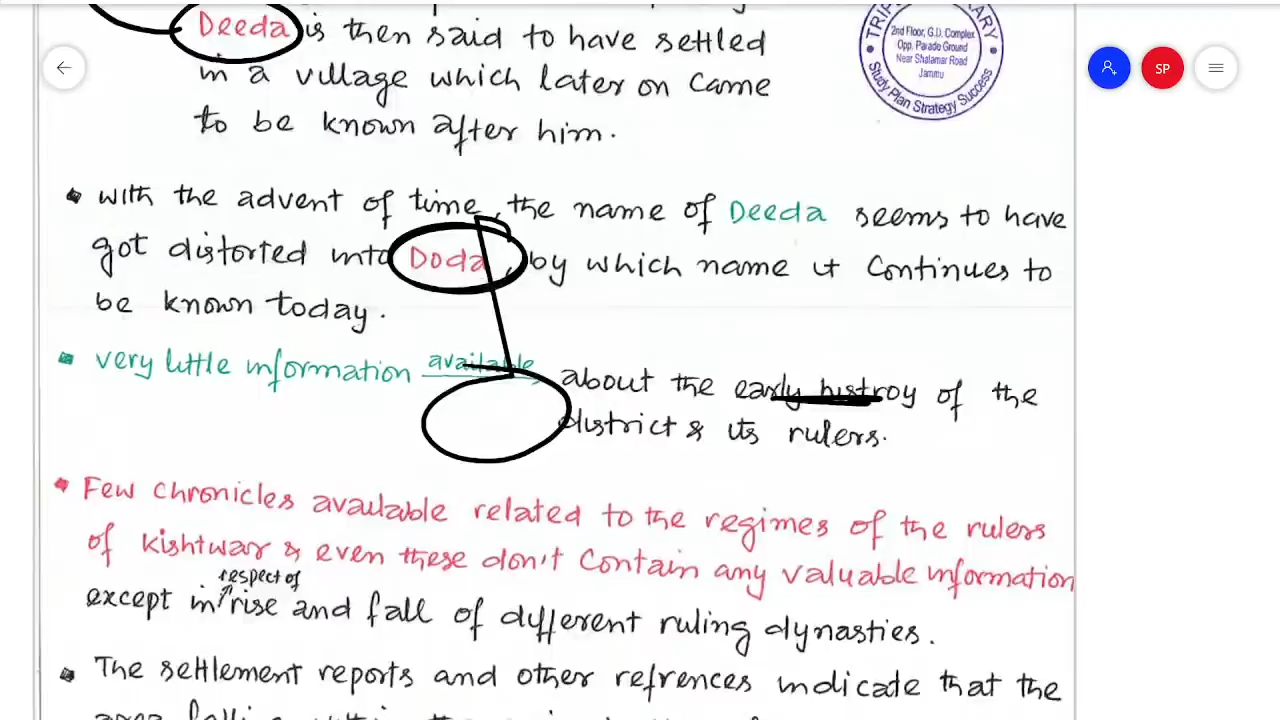 Deeda is then said to have settled
in a village which later on came
to be known after him.
2nd Floor, G.D. Complex
Opp. Parade Ground
Near Shalamar Road
Jammu
Study Plan Strategy Success
SP
with the advent of time, the name of Deeda seems to have
got distorted into Doda, by which name it continues to
be known today.
very little information available
about the early histroy of the
district & its rulers.
Few chronicles available related to the regimes of the rulers
of Kishtwar & even these don't contain any valuable information
respect of
except in rise and fall of different ruling dynasties.
The settlement reports and other refrences indicate that the